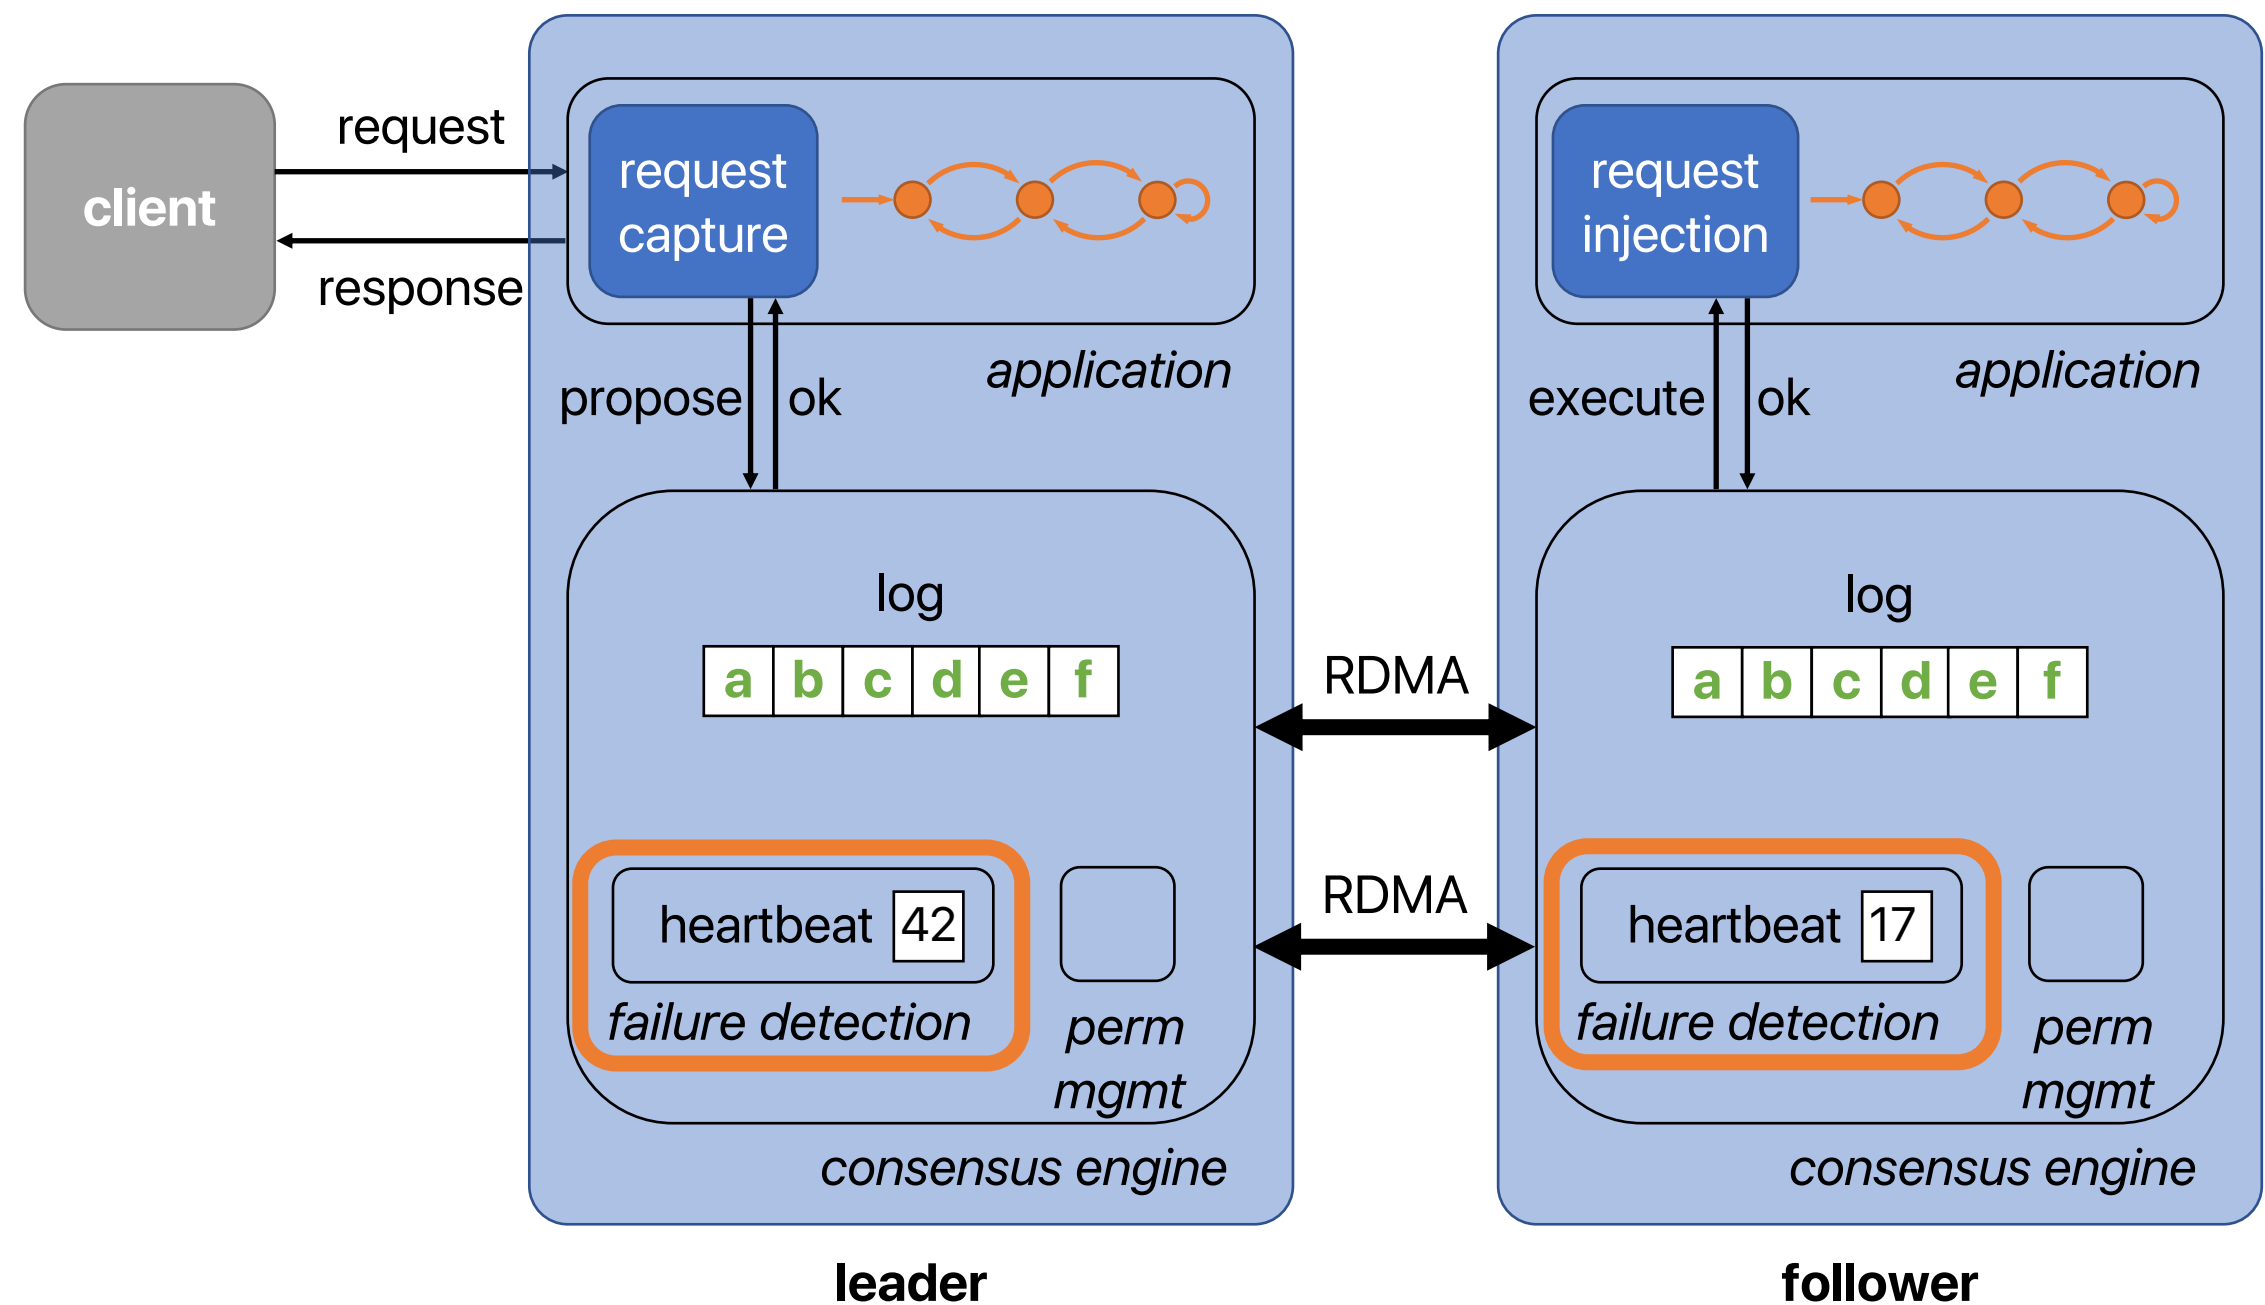 client
request
response
request
capture
application
propose
ok
log
a b c d e f
heartbeat 42
failure detection
perm
mgmt
consensus engine
leader
RDMA
RDMA
request
injection
application
execute
ok
log
a b c d e f
heartbeat 17
failure detection
perm
mgmt
consensus engine
follower